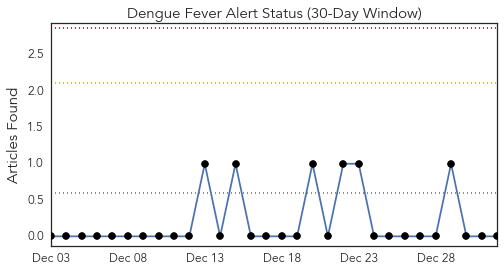 Dengue Fever Alert Status (30-Day Window)
Articles Found
2.5
2.0
1.5
1.0
0.5
0.0
Dec 03 Dec 08 Dec 13 Dec 18 Dec 23 Dec 28